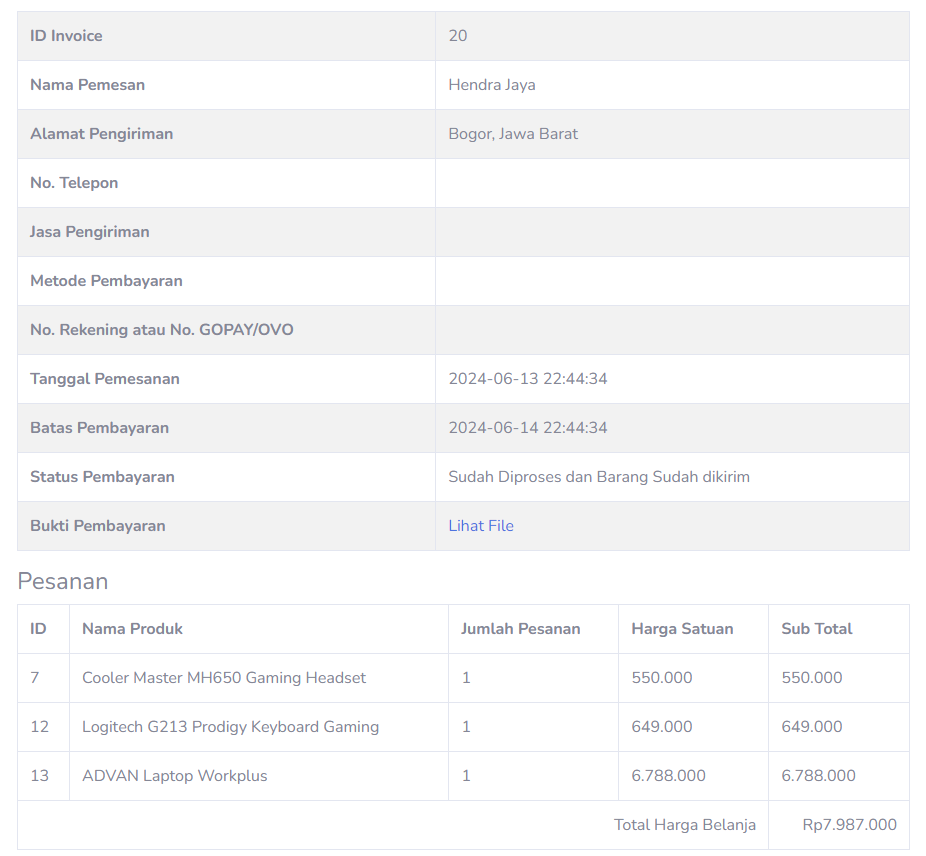 ID Invoice 20
Nama Pemesan Hendra Jaya
Alamat Pengiriman Bogor, Jawa Barat
No. Telepon
Jasa Pengiriman
Metode Pembayaran
No. Rekening atau No. GOPAY/OVO
Tanggal Pemesanan 2024-06-13 22:44:34
Batas Pembayaran 2024-06-14 22:44:34
Status Pembayaran Sudah Diproses dan Barang Sudah dikirim
Bukti Pembayaran Lihat File
Pesanan
ID Nama Produk Jumlah Pesanan Harga Satuan Sub Total
7 Cooler Master MH650 Gaming Headset 1 550.000 550.000
12 Logitech G213 Prodigy Keyboard Gaming 1 649.000 649.000
13 ADVAN Laptop Workplus 1 6.788.000 6.788.000
Total Harga Belanja Rp7.987.000